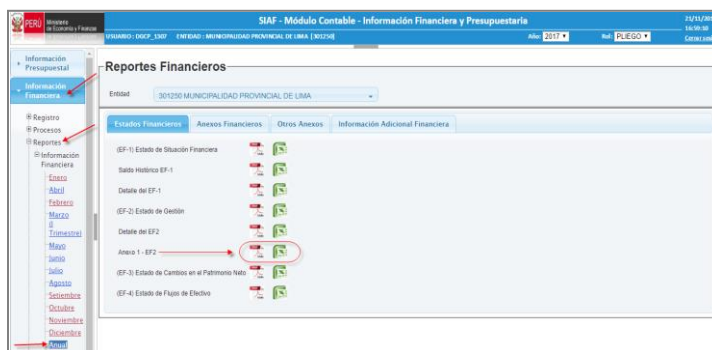 PERÚ Ministerio de Economía y Finanzas
SIAF - Módulo Contable - Información Financiera y Presupuestaria
USUARIO : DGCP_1507 ENTIDAD : MUNICIPALIDAD PROVINCIAL DE LIMA [301250]
Año: 2017 Rol: PLIEGO
16:59:30
Información Presupuestal
Información Financiera
Registro
Procesos
Reportes
Información Financiera
Enero
Abril
Febrero
Marzo
Trimestre)
Mayo
Junio
Julio
Agosto
Setiembre
Octubre
Noviembre
Diciembre
Anual
Reportes Financieros
Entidad 301250 MUNICIPALIDAD PROVINCIAL DE LIMA
Estados Financieros Anexos Financieros Otros Anexos Información Adicional Financiera
(EF-1) Estado de Situación Financiera
Saldo Histórico EF-1
Detalle del EF-1
(EF-2) Estado de Gestión
Detalle del EF2
Anexo 1 - EF2
(EF-3) Estado de Cambios en el Patrimonio Neto
(EF-4) Estado de Flujos de Efectivo